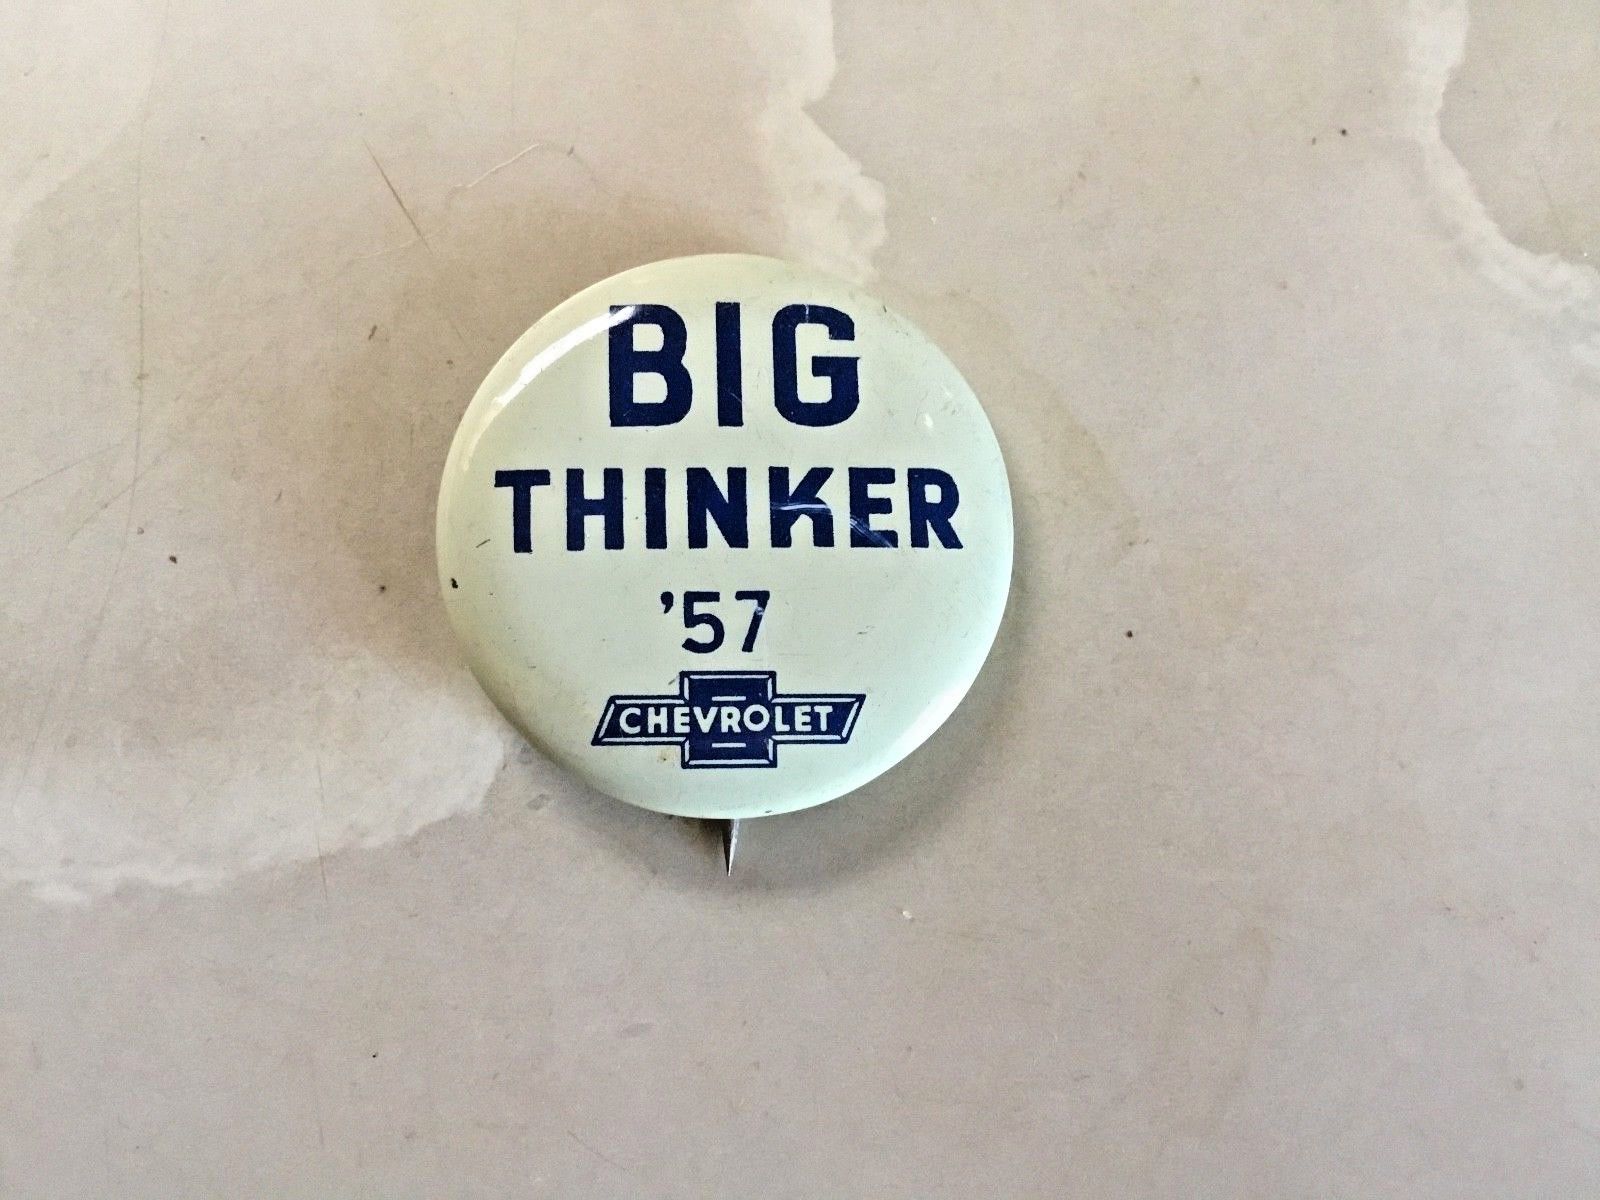 BIG
THINKER
’57
CHEVROLET